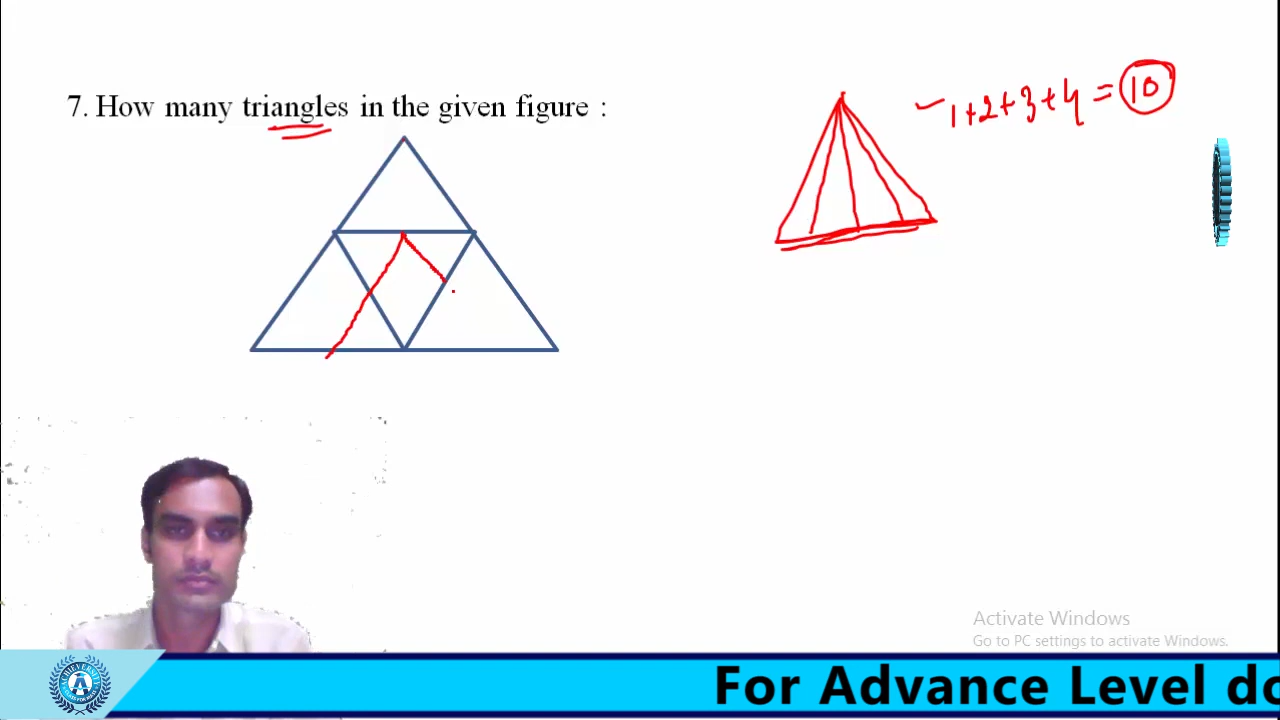 7. How many triangles in the given figure :
1+2+3+4 = 10
Activate Windows
Go to PC settings to activate Windows.
A
For Advance Level do